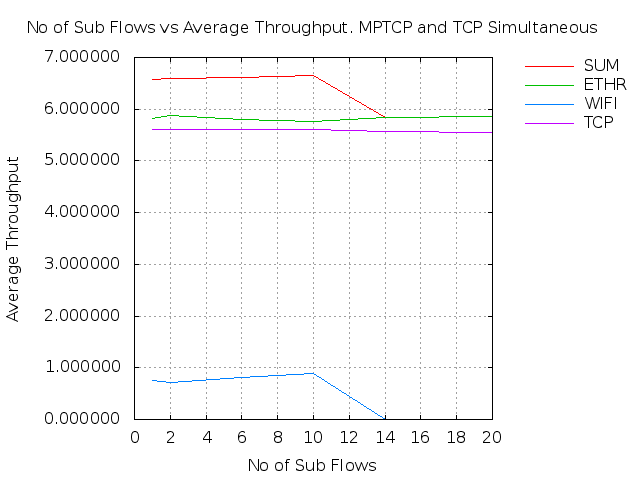 No of Sub Flows vs Average Throughput. MPTCP and TCP Simultaneous
7.000000
6.000000
5.000000
4.000000
3.000000
2.000000
1.000000
0.000000
Average Throughput
0 2 4 6 8 10 12 14 16 18 20
No of Sub Flows
SUM
ETHR
WIFI
TCP